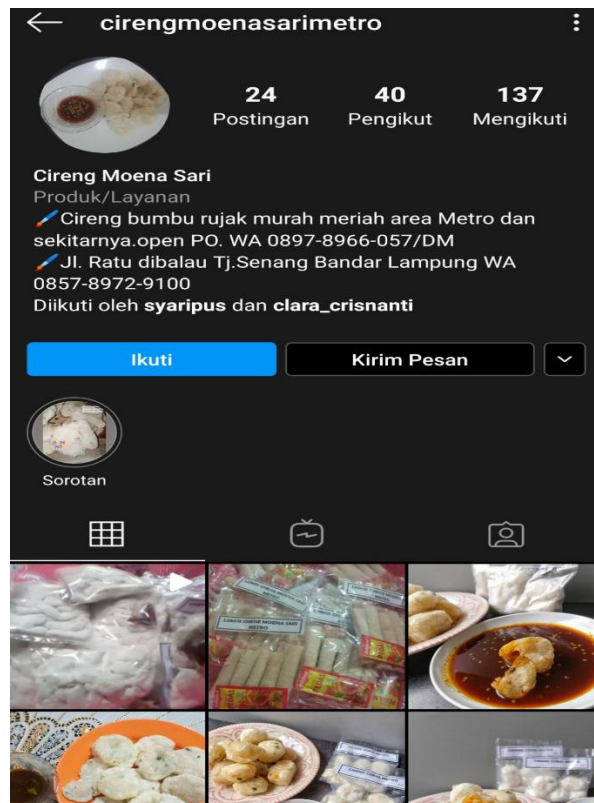 cirengmoenasarimetro
24 40 137
Postingan Pengikut Mengikuti
Cireng Moena Sari
Produk/Layanan
Cireng bumbu rujak murah meriah area Metro dan
sekitarnya.open PO. WA 0897-8966-057/DM
Jl. Ratu dibalau Tj.Senang Bandar Lampung WA
0857-8972-9100
Diikuti oleh syaripus dan clara_crisnanti
Ikuti Kirim Pesan
Sorotan